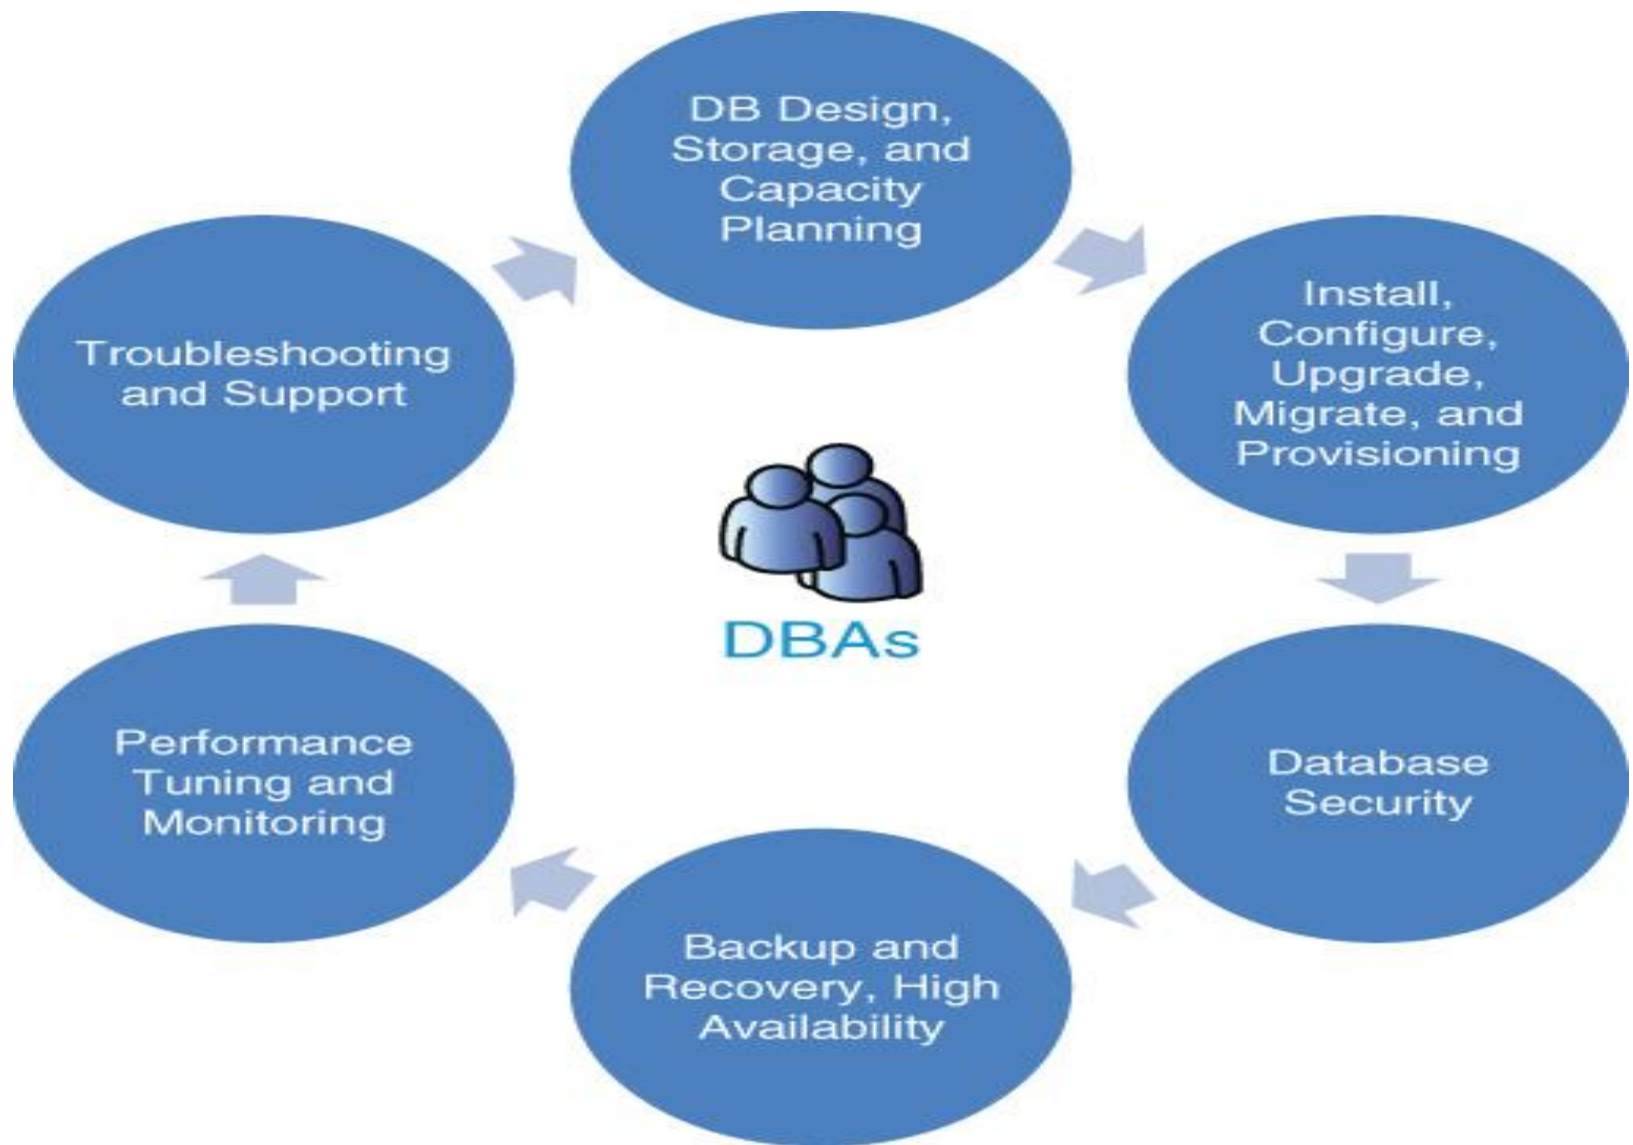 DB Design,
Storage, and
Capacity
Planning
Install,
Configure,
Upgrade,
Migrate, and
Provisioning
Database
Security
Backup and
Recovery, High
Availability
Performance
Tuning and
Monitoring
Troubleshooting
and Support
DBAs